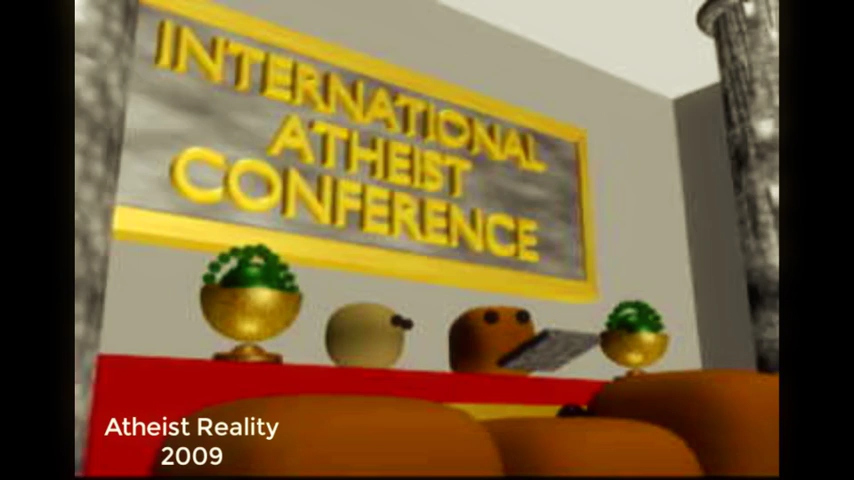 INTERNATIONAL
ATHEIST
CONFERENCE
Atheist Reality
2009